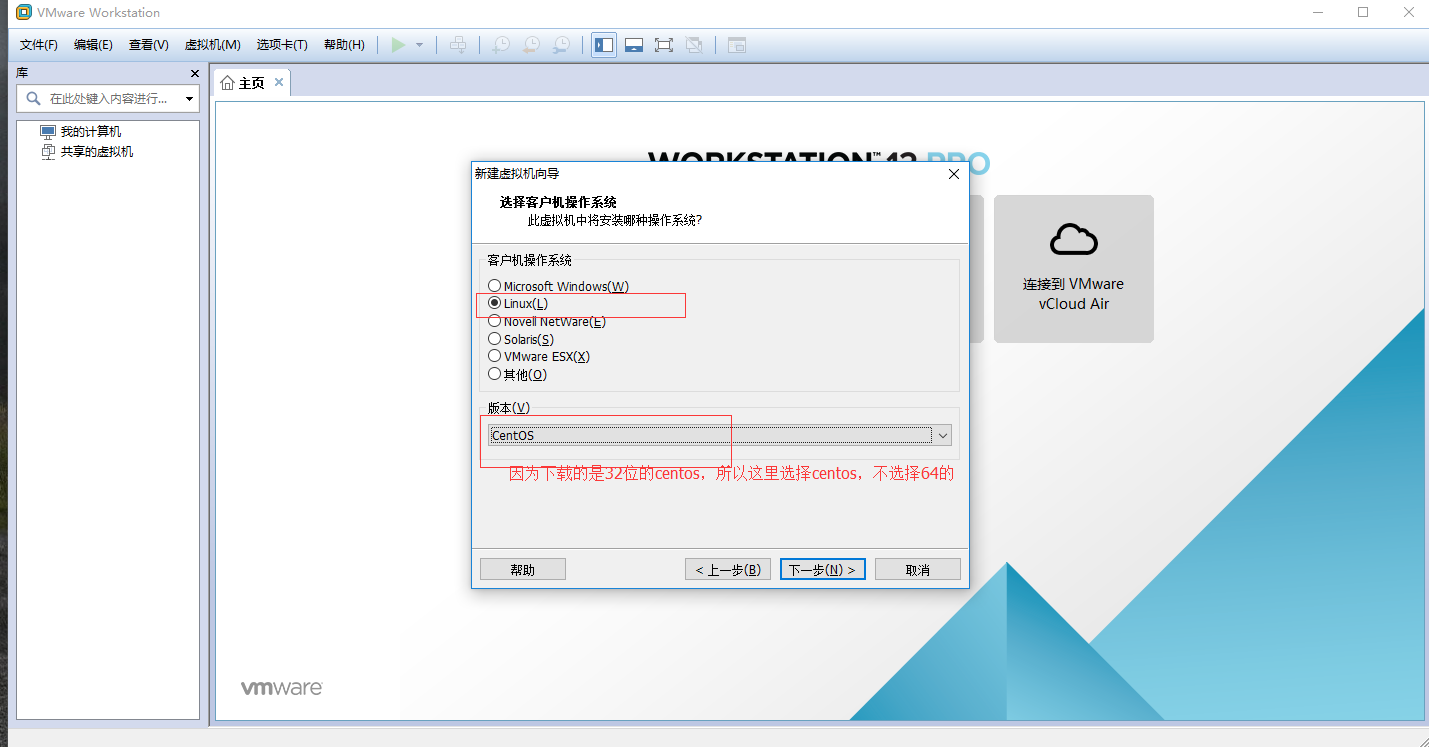 VMware Workstation
文件(F) 编辑(E) 查看(V) 虚拟机(M) 选项卡(T) 帮助(H)
库
主页
在此处键入内容进行...
我的计算机
共享的虚拟机
WORKSTATION™ 12 PRO
新建虚拟机向导
选择客户机操作系统
此虚拟机中将安装哪种操作系统?
客户机操作系统
Microsoft Windows(W)
Linux(L)
Novell NetWare(E)
Solaris(S)
VMware ESX(X)
其他(O)
版本(V)
CentOS
因为下载的是32位的centos，所以这里选择centos，不选择64的
帮助
< 上一步(B)
下一步(N) >
取消
连接到 VMware
vCloud Air
vmware